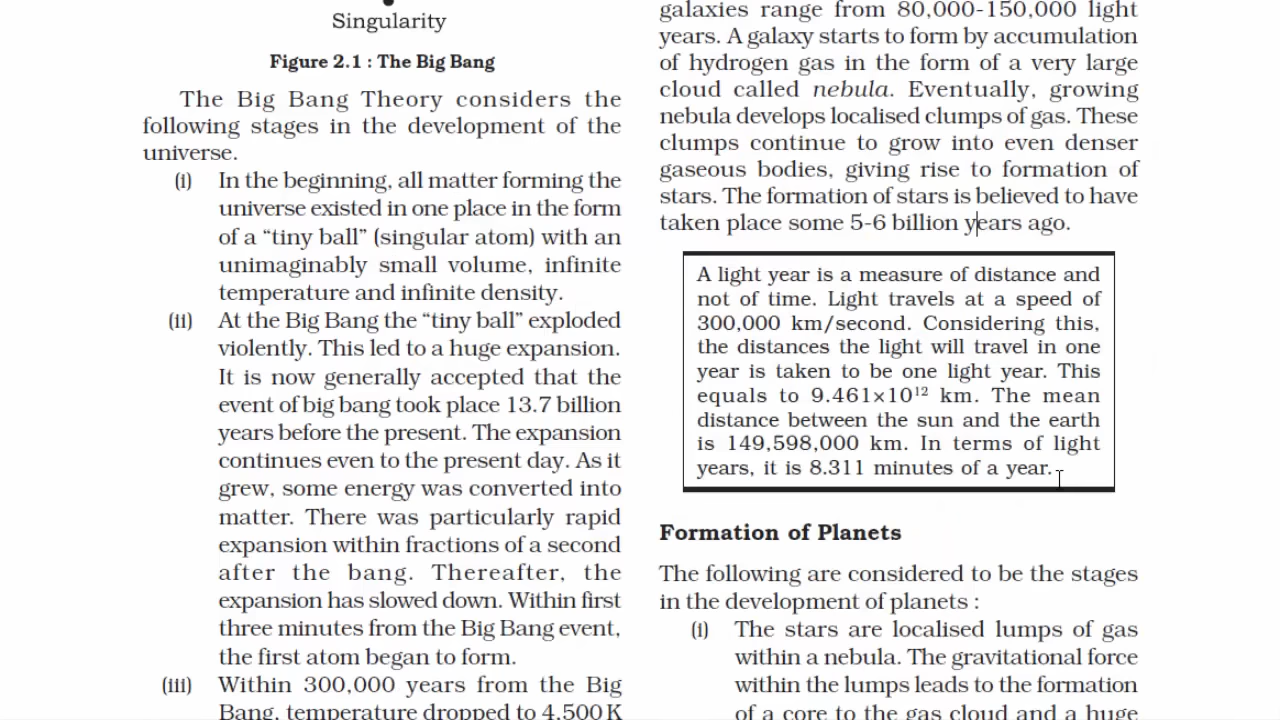 Singularity
Figure 2.1 : The Big Bang
The Big Bang Theory considers the
following stages in the development of the
universe.
(i) In the beginning, all matter forming the
universe existed in one place in the form
of a “tiny ball” (singular atom) with an
unimaginably small volume, infinite
temperature and infinite density.
(ii) At the Big Bang the “tiny ball” exploded
violently. This led to a huge expansion.
It is now generally accepted that the
event of big bang took place 13.7 billion
years before the present. The expansion
continues even to the present day. As it
grew, some energy was converted into
matter. There was particularly rapid
expansion within fractions of a second
after the bang. Thereafter, the
expansion has slowed down. Within first
three minutes from the Big Bang event,
the first atom began to form.
(iii) Within 300,000 years from the Big
Bang, temperature dropped to 4,500 K
galaxies range from 80,000-150,000 light
years. A galaxy starts to form by accumulation
of hydrogen gas in the form of a very large
cloud called nebula. Eventually, growing
nebula develops localised clumps of gas. These
clumps continue to grow into even denser
gaseous bodies, giving rise to formation of
stars. The formation of stars is believed to have
taken place some 5-6 billion years ago.
A light year is a measure of distance and
not of time. Light travels at a speed of
300,000 km/second. Considering this,
the distances the light will travel in one
year is taken to be one light year. This
equals to 9.461×10¹² km. The mean
distance between the sun and the earth
is 149,598,000 km. In terms of light
years, it is 8.311 minutes of a year.
Formation of Planets
The following are considered to be the stages
in the development of planets :
(i) The stars are localised lumps of gas
within a nebula. The gravitational force
within the lumps leads to the formation
of a core to the gas cloud and a huge